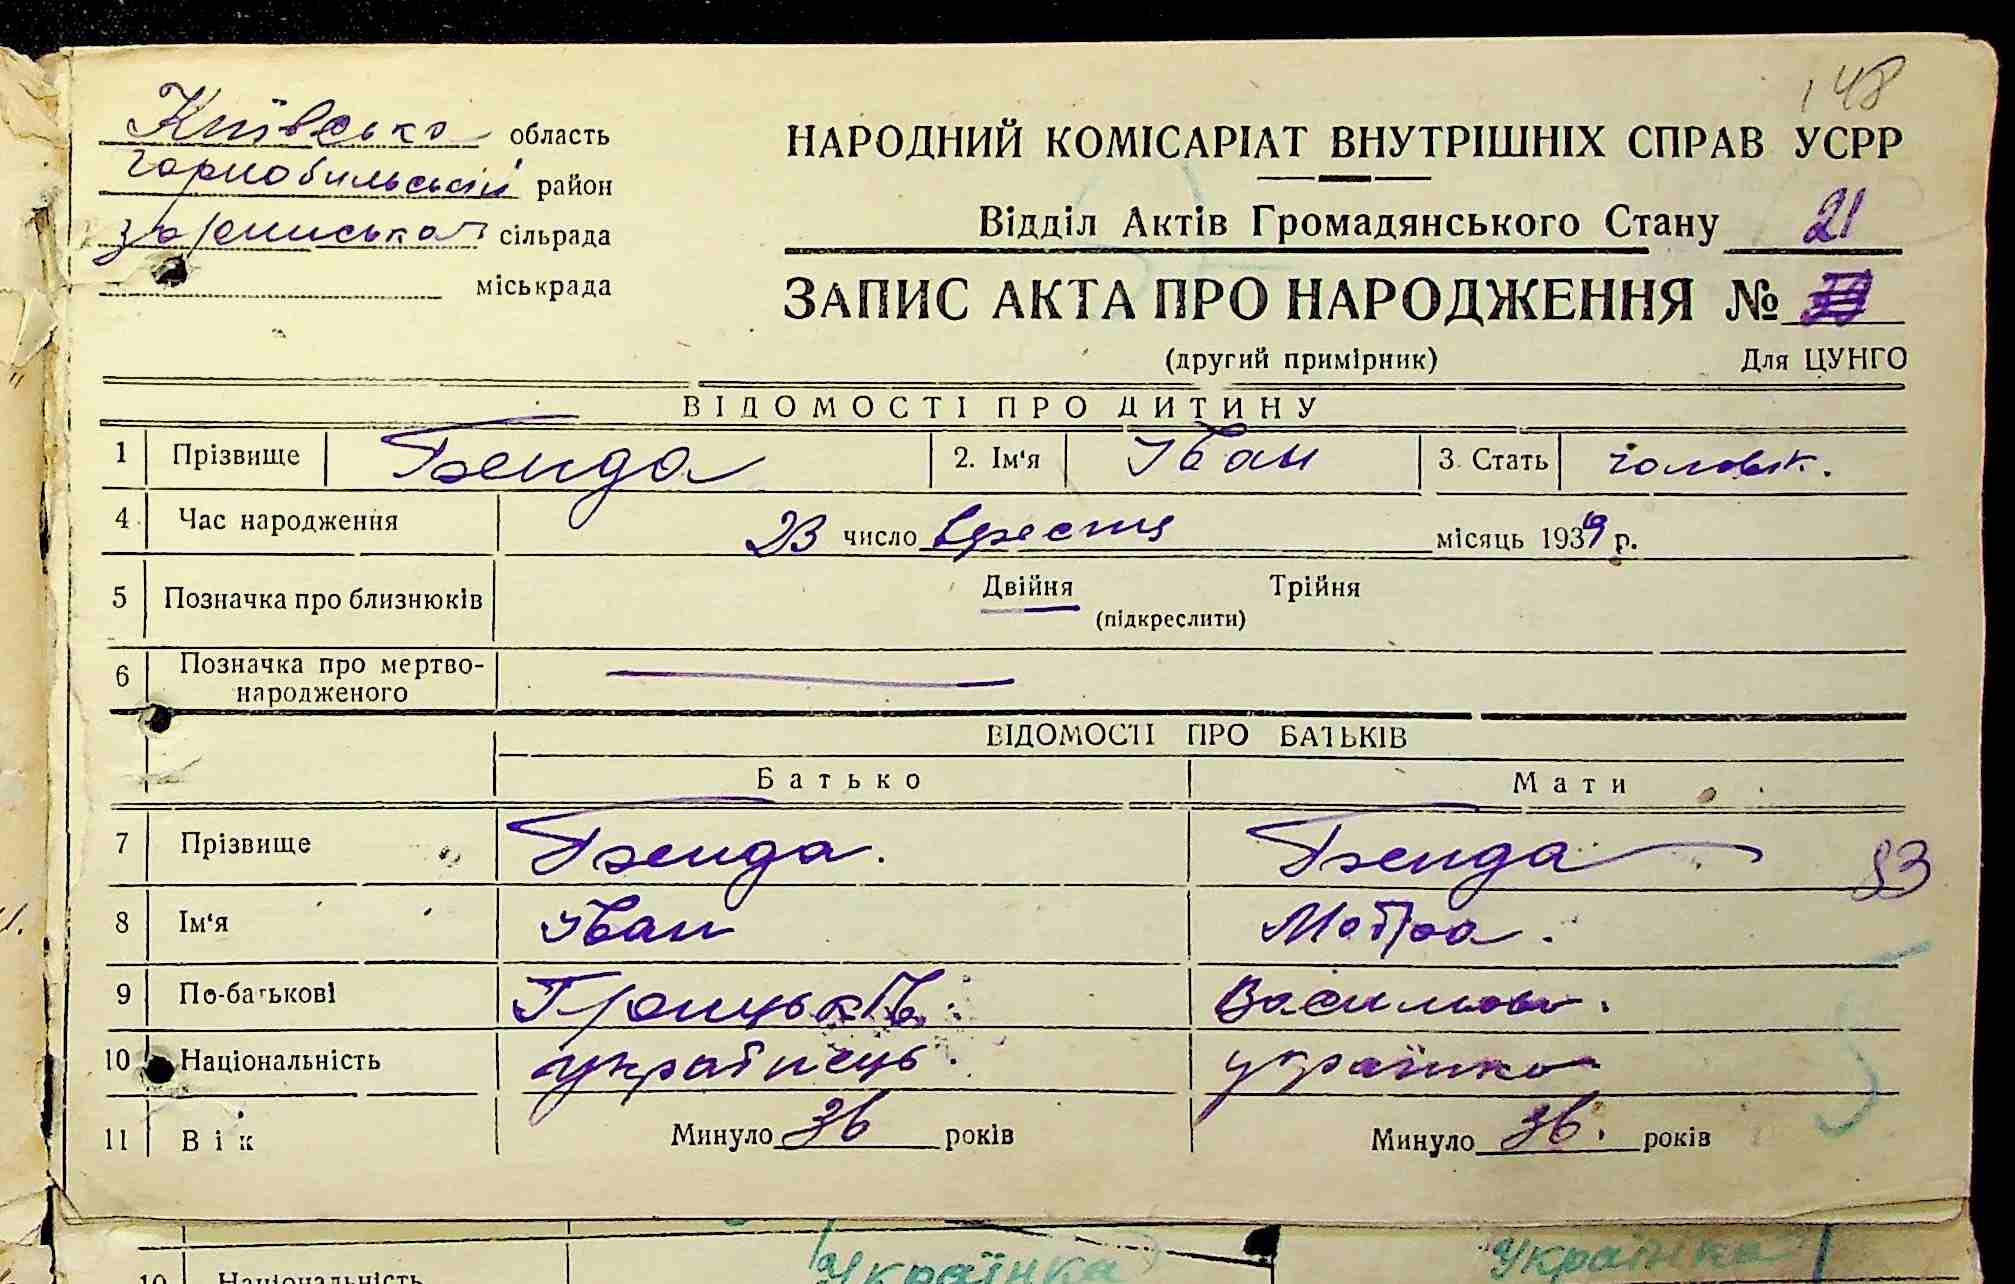 148
Київська область
Чорнобильський район
сільрада
міськрада
НАРОДНИЙ КОМІСАРІАТ ВНУТРІШНІХ СПРАВ УСРР
Відділ Актів Громадянського Стану 21
ЗАПИС АКТА ПРО НАРОДЖЕННЯ №
(другий примірник) Для ЦУНГО
ВІДОМОСТІ ПРО ДИТИНУ
1 Прізвище Бенда 2. Ім'я Іван 3. Стать чоловік.
4 Час народження 23 число вресня місяць 1939 р.
5 Позначка про близнюків Двійня Трійня
(підкреслити)
6 Позначка про мертво-
народженого
ВІДОМОСТІ ПРО БАТЬКІВ
Батько Мати
7 Прізвище Бенда. Бенда 83
8 Ім'я Іван Мотра.
9 По-батькові Грицьків. Васильов.
10 Національність українець. українка
11 Вік Минуло 36 років Минуло 36. років
Українка Українка
10 Національність